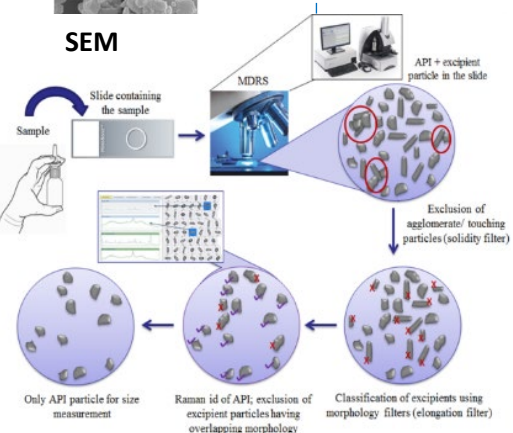 SEM
MDRS
API + excipient
particle in the slide
Slide containing
the sample
Sample
Exclusion of
agglomerate/ touching
particles (solidity filter)
Only API particle for size
measurement
Raman id of API; exclusion of
excipient particles having
overlapping morphology
Classification of excipients using
morphology filters (elongation filter)